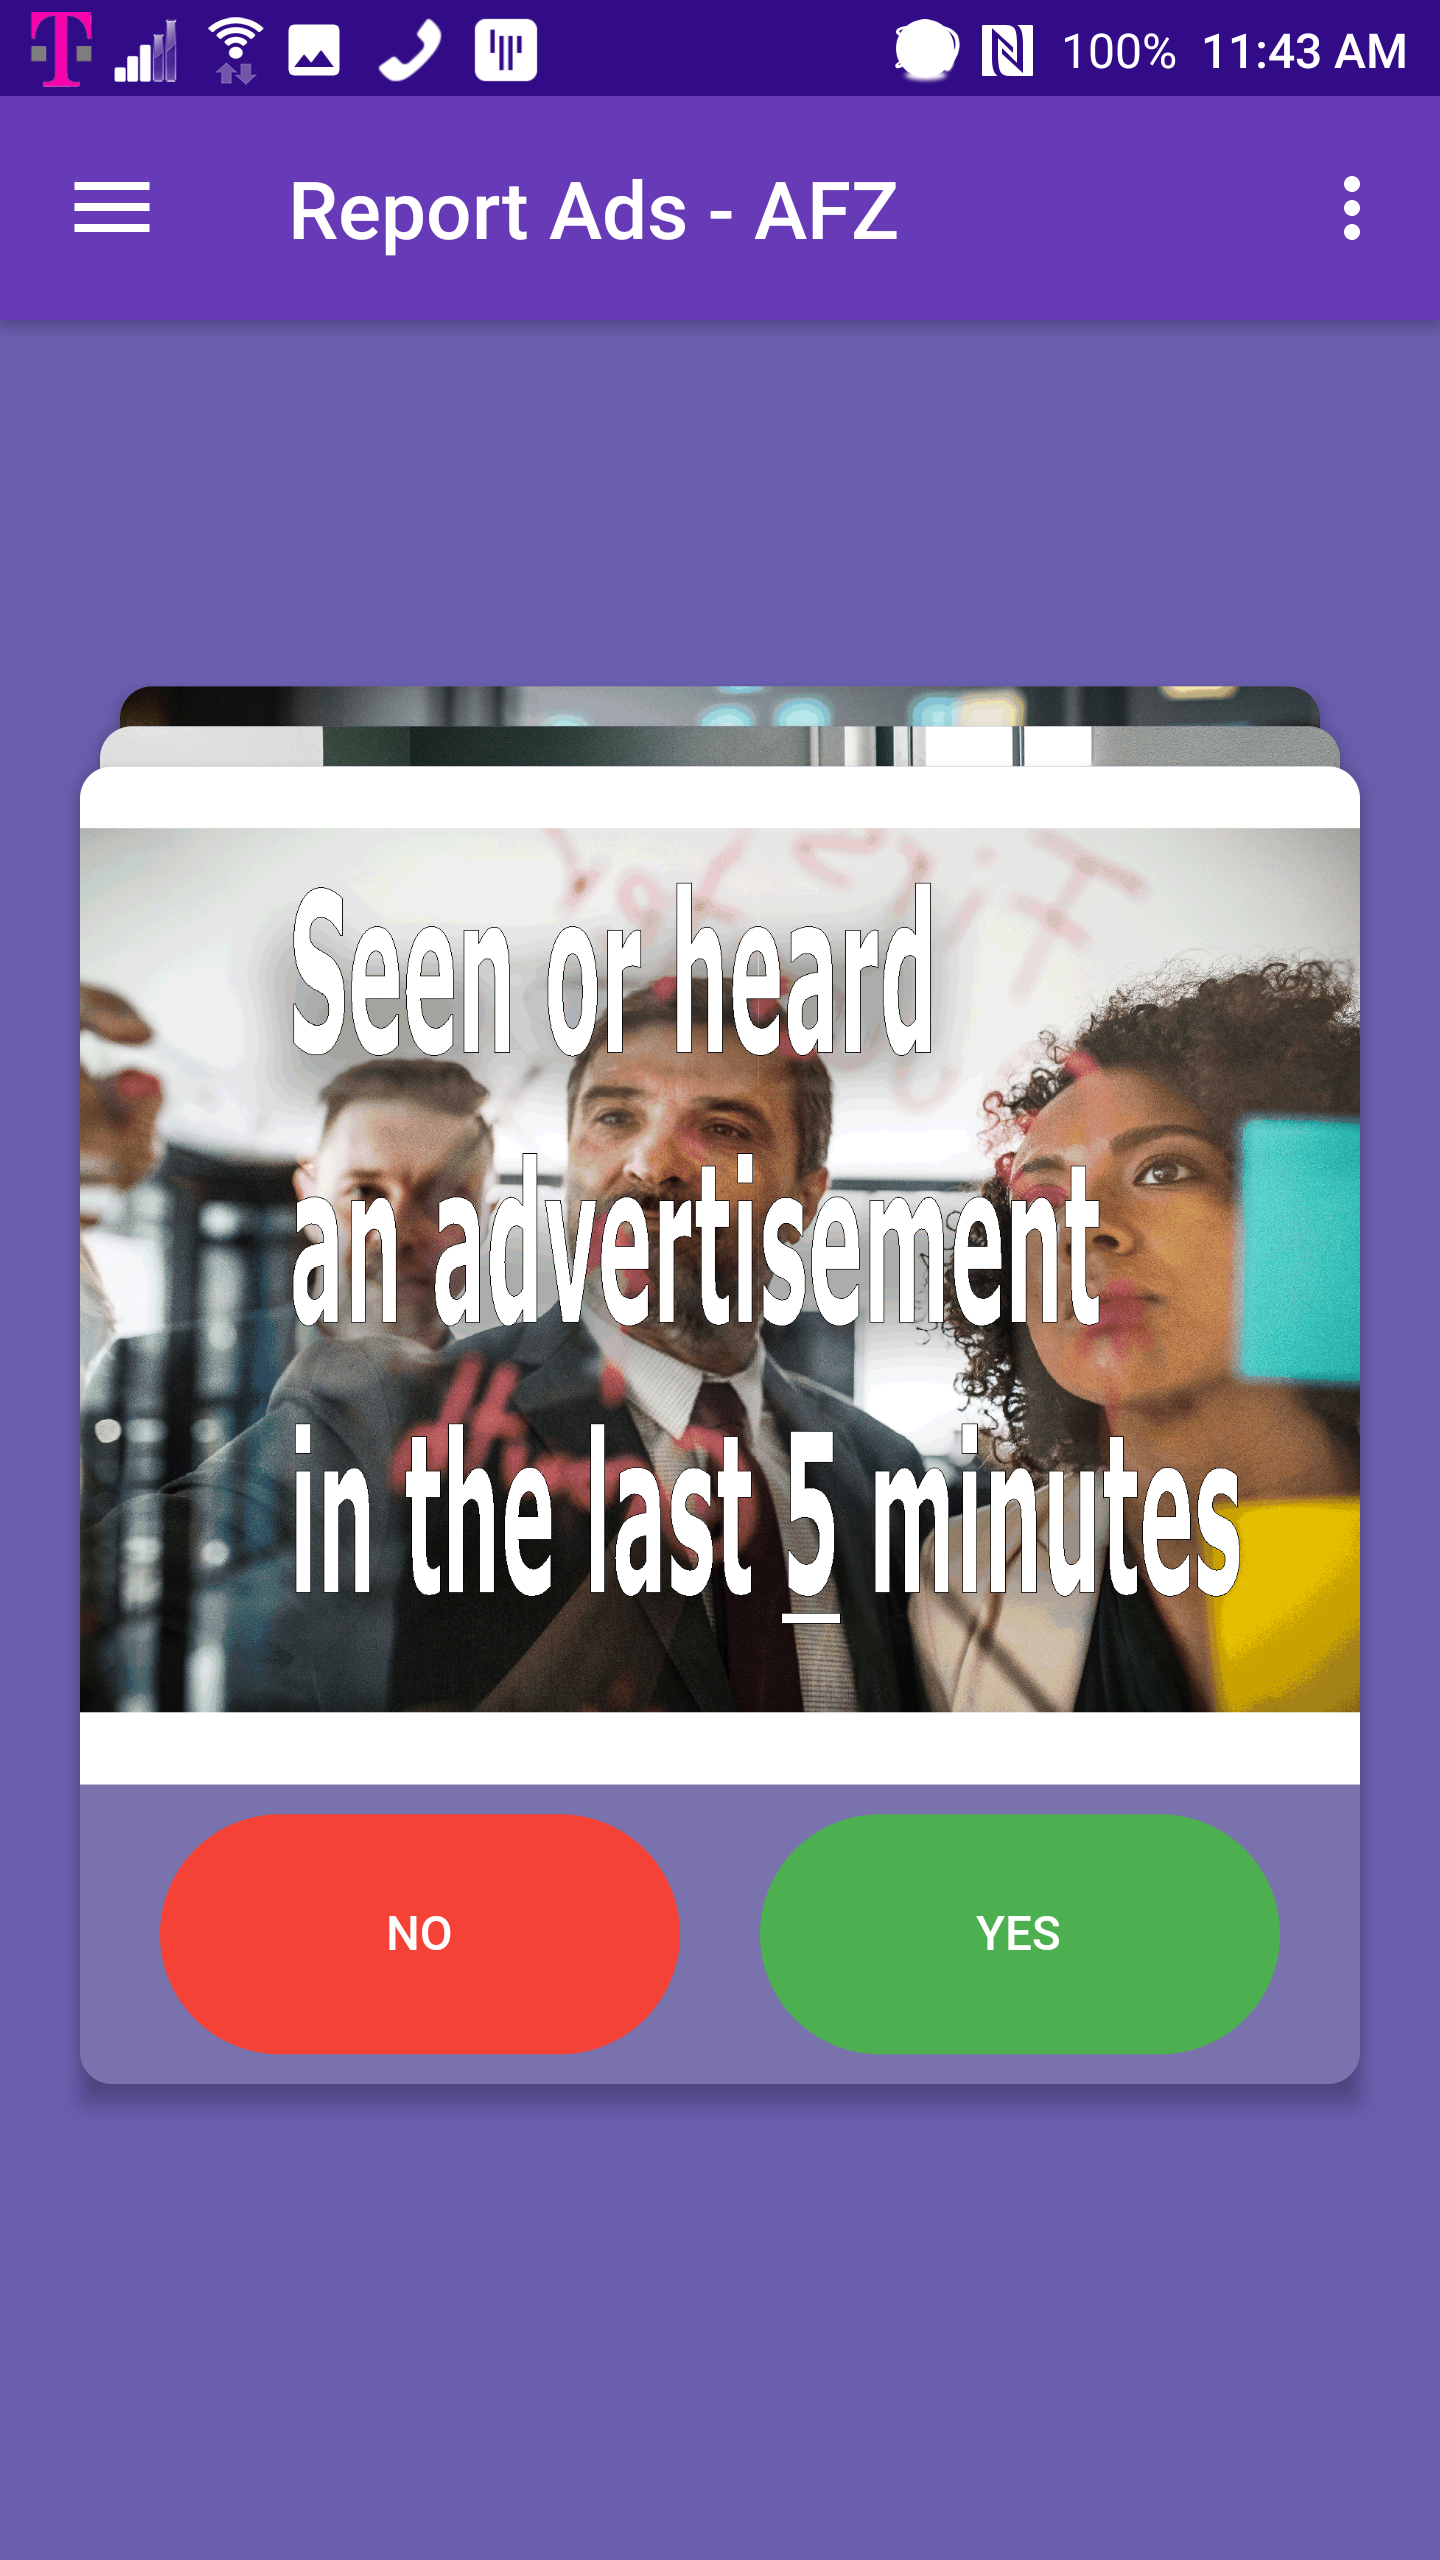 100% 11:43 AM
Report Ads - AFZ
Seen or heard
an advertisement
in the last 5 minutes
NO
YES